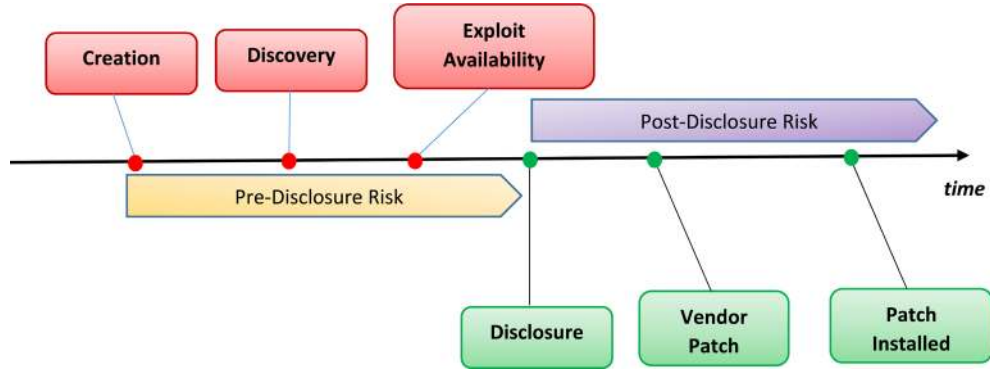 Creation
Discovery
Exploit
Availability
Post-Disclosure Risk
Pre-Disclosure Risk
time
Disclosure
Vendor
Patch
Patch
Installed